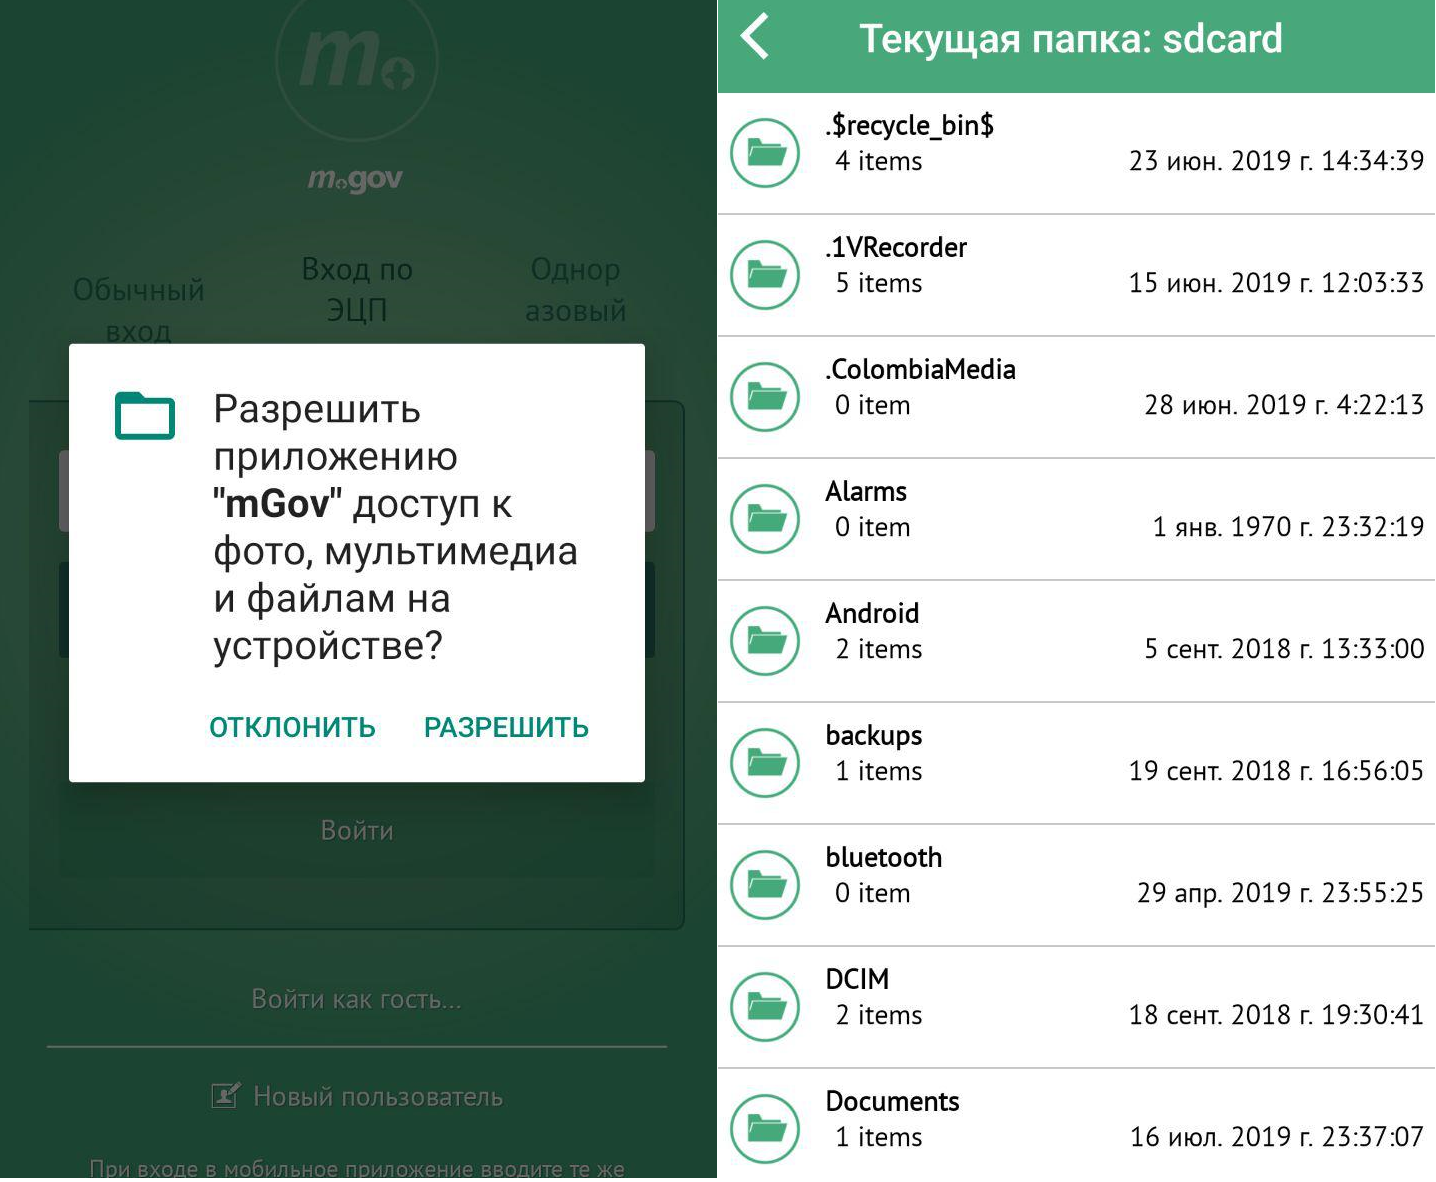 m
mgov
Обычный
вход
Вход по
ЭЦП
Однор
азовый
Разрешить
приложению
"mGov" доступ к
фото, мультимедиа
и файлам на
устройстве?
ОТКЛОНИТЬ РАЗРЕШИТЬ
Войти
Войти как гость...
Новый пользователь
При входе в мобильное приложение вводите те же
Текущая папка: sdcard
.$recycle_bin$
4 items 23 июн. 2019 г. 14:34:39
.1VRecorder
5 items 15 июн. 2019 г. 12:03:33
.ColombiaMedia
0 item 28 июн. 2019 г. 4:22:13
Alarms
0 item 1 янв. 1970 г. 23:32:19
Android
2 items 5 сент. 2018 г. 13:33:00
backups
1 items 19 сент. 2018 г. 16:56:05
bluetooth
0 item 29 апр. 2019 г. 23:55:25
DCIM
2 items 18 сент. 2018 г. 19:30:41
Documents
1 items 16 июл. 2019 г. 23:37:07